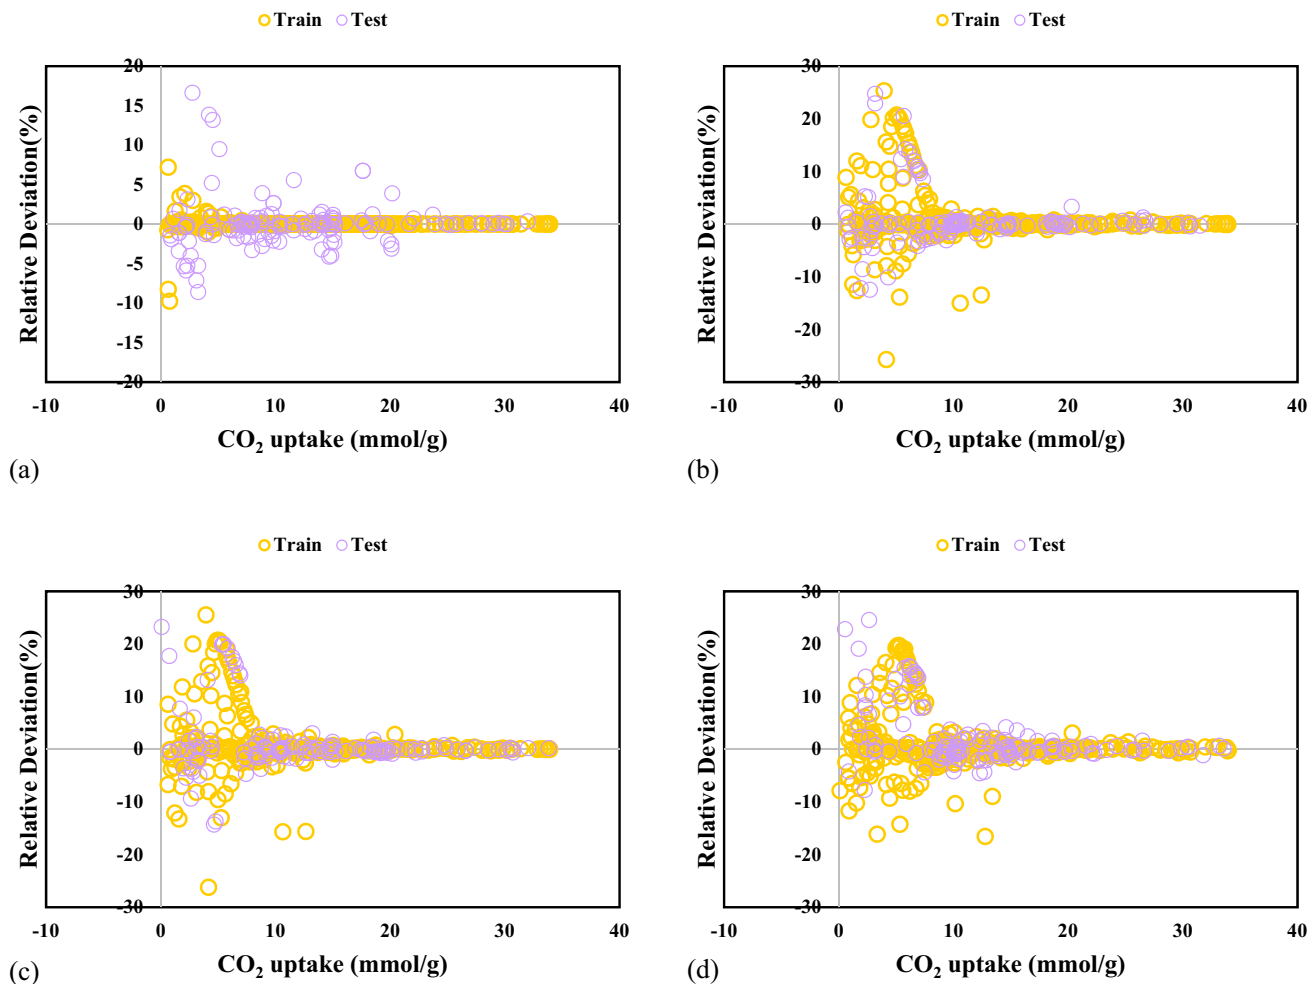 Train Test
20
15
10
5
0
-5
-10
-15
-20
-10 0 10 20 30 40
Relative Deviation(%)
CO₂ uptake (mmol/g)
(a)
Train Test
30
20
10
0
-10
-20
-30
-10 0 10 20 30 40
Relative Deviation(%)
CO₂ uptake (mmol/g)
(b)
Train Test
30
20
10
0
-10
-20
-30
-10 0 10 20 30 40
Relative Deviation(%)
CO₂ uptake (mmol/g)
(c)
Train Test
30
20
10
0
-10
-20
-30
-10 0 10 20 30 40
Relative Deviation(%)
CO₂ uptake (mmol/g)
(d)